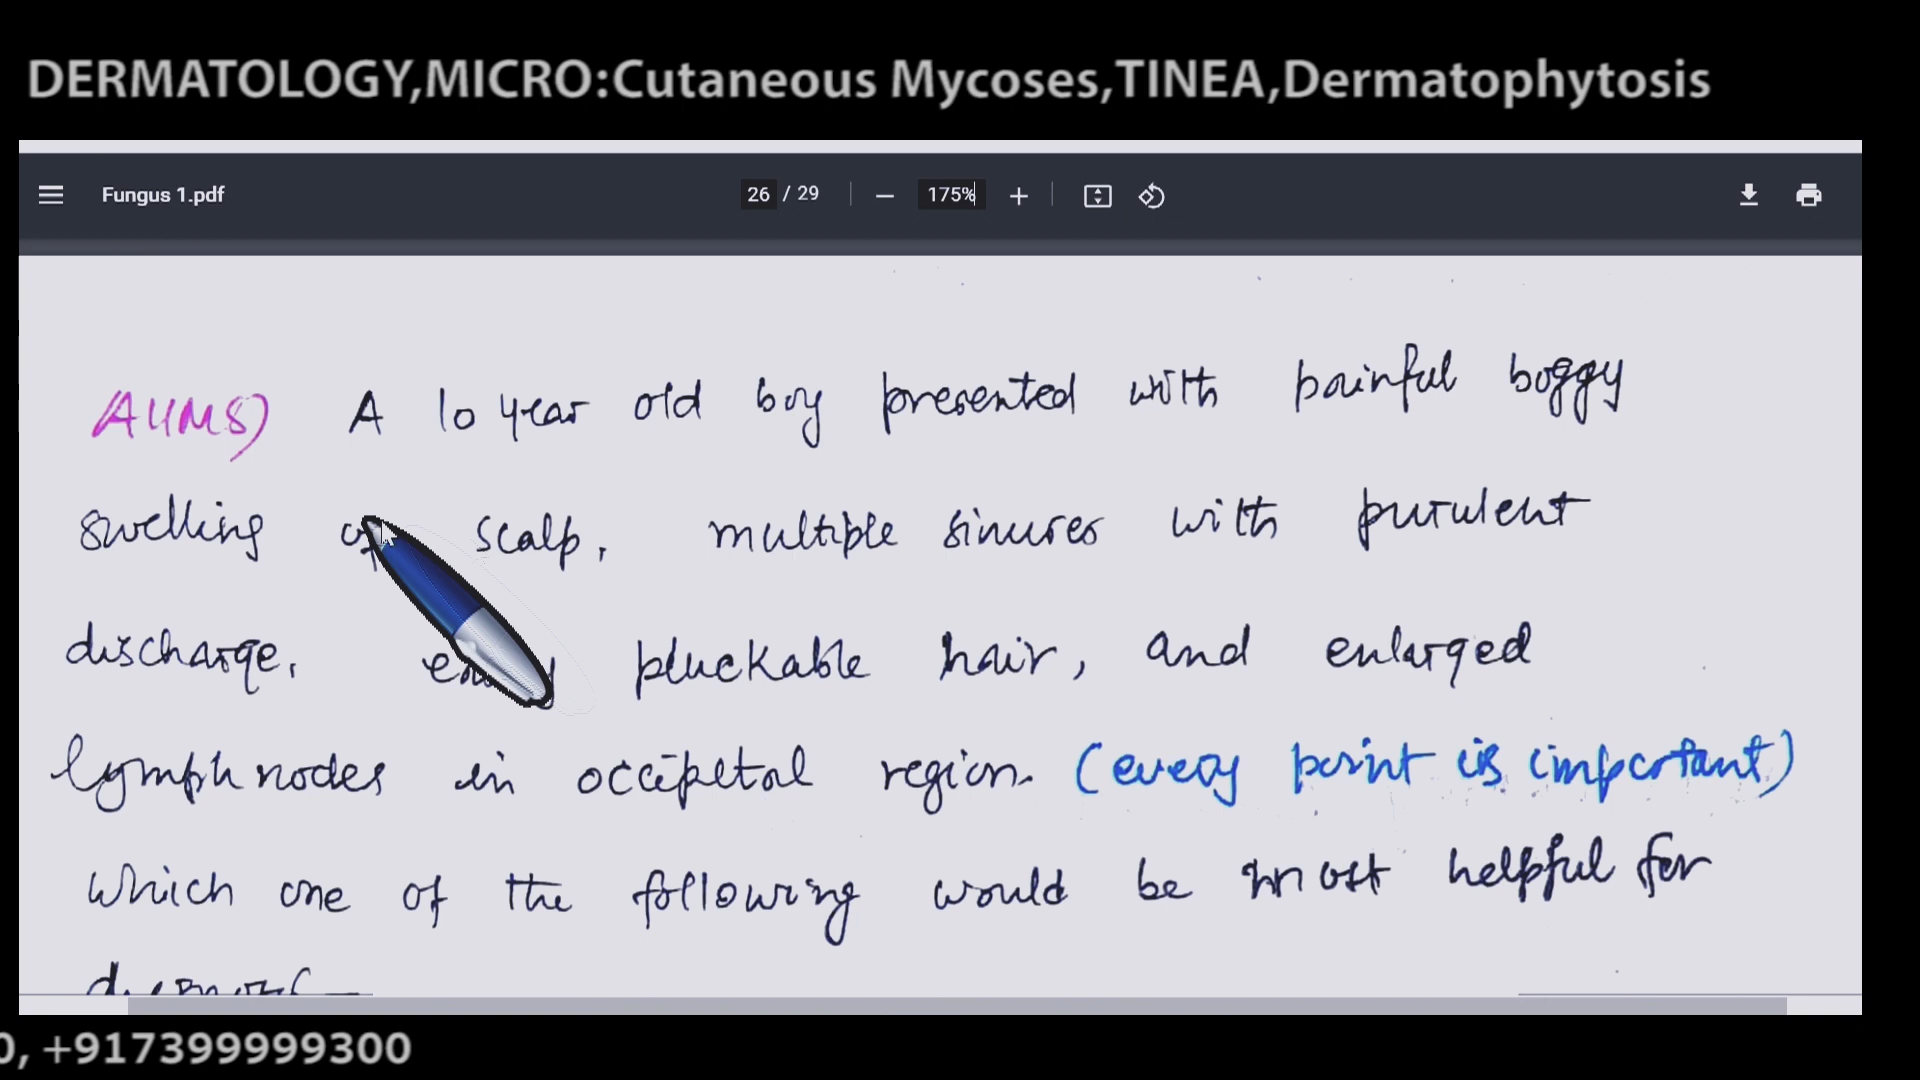 DERMATOLOGY,MICRO:Cutaneous Mycoses,TINEA,Dermatophytosis
Fungus 1.pdf 26 / 29 175%
AIIMS) A 10 year old boy presented with painful boggy
swelling of scalp, multiple sinuses with purulent
discharge, pluckable hair, and enlarged
lymph nodes in occipetal region. (every point is important)
Which one of the following would be most helpful for
0, +917399999300